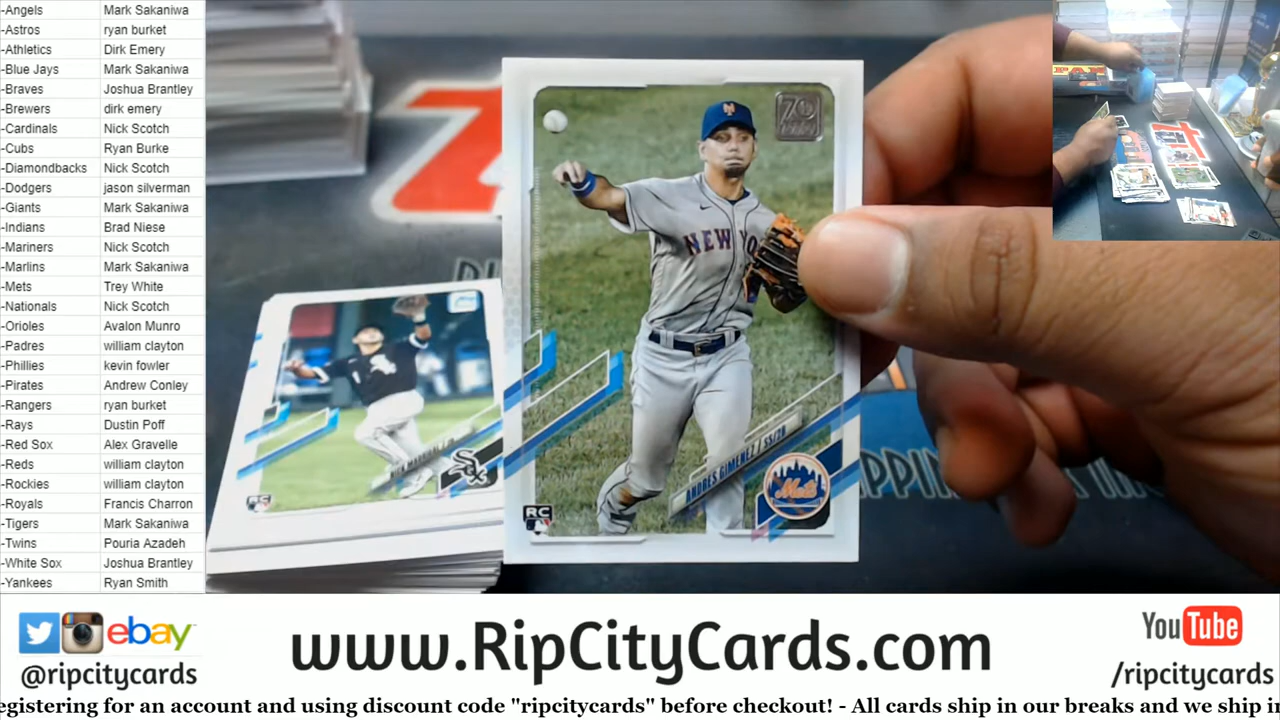 -Angels Mark Sakaniwa
-Astros ryan burket
-Athletics Dirk Emery
-Blue Jays Mark Sakaniwa
-Braves Joshua Brantley
-Brewers dirk emery
-Cardinals Nick Scotch
-Cubs Ryan Burke
-Diamondbacks Nick Scotch
-Dodgers jason silverman
-Giants Mark Sakaniwa
-Indians Brad Niese
-Mariners Nick Scotch
-Marlins Mark Sakaniwa
-Mets Trey White
-Nationals Nick Scotch
-Orioles Avalon Munro
-Padres william clayton
-Phillies kevin fowler
-Pirates Andrew Conley
-Rangers ryan burket
-Rays Dustin Poff
-Red Sox Alex Gravelle
-Reds william clayton
-Rockies william clayton
-Royals Francis Charron
-Tigers Mark Sakaniwa
-Twins Pouria Azadeh
-White Sox Joshua Brantley
-Yankees Ryan Smith
70
NEW YO
ANDRES GIMENEZ / SS/2B
Mets
RC
Sox
RC
ebay
@ripcitycards
www.RipCityCards.com
YouTube
/ripcitycards
egistering for an account and using discount code "ripcitycards" before checkout! - All cards ship in our breaks and we ship i